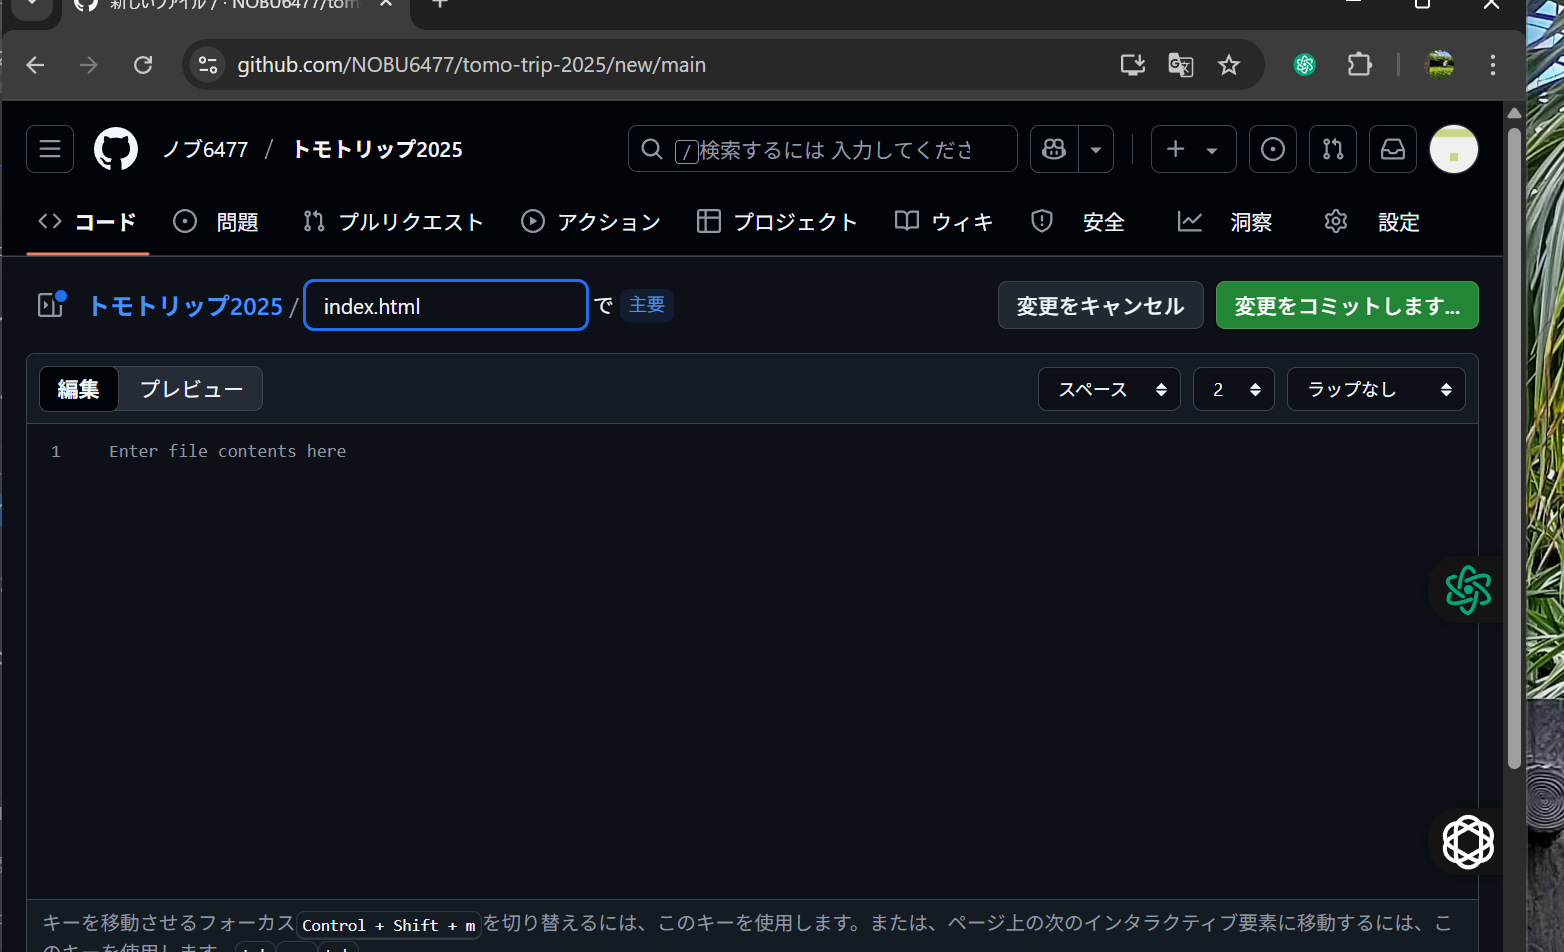 新しいファイル / · NOBU6477/tom
github.com/NOBU6477/tomo-trip-2025/new/main
ノブ6477 / トモトリップ2025
/ 検索するには 入力してくださ
コード 問題 プルリクエスト アクション プロジェクト ウィキ 安全 洞察 設定
トモトリップ2025 / index.html で 主要 変更をキャンセル 変更をコミットします...
編集 プレビュー スペース 2 ラップなし
1 Enter file contents here
キーを移動させるフォーカス Control + Shift + m を切り替えるには、このキーを使用します。または、ページ上の次のインタラクティブ要素に移動するには、こ
のキーを使用します。